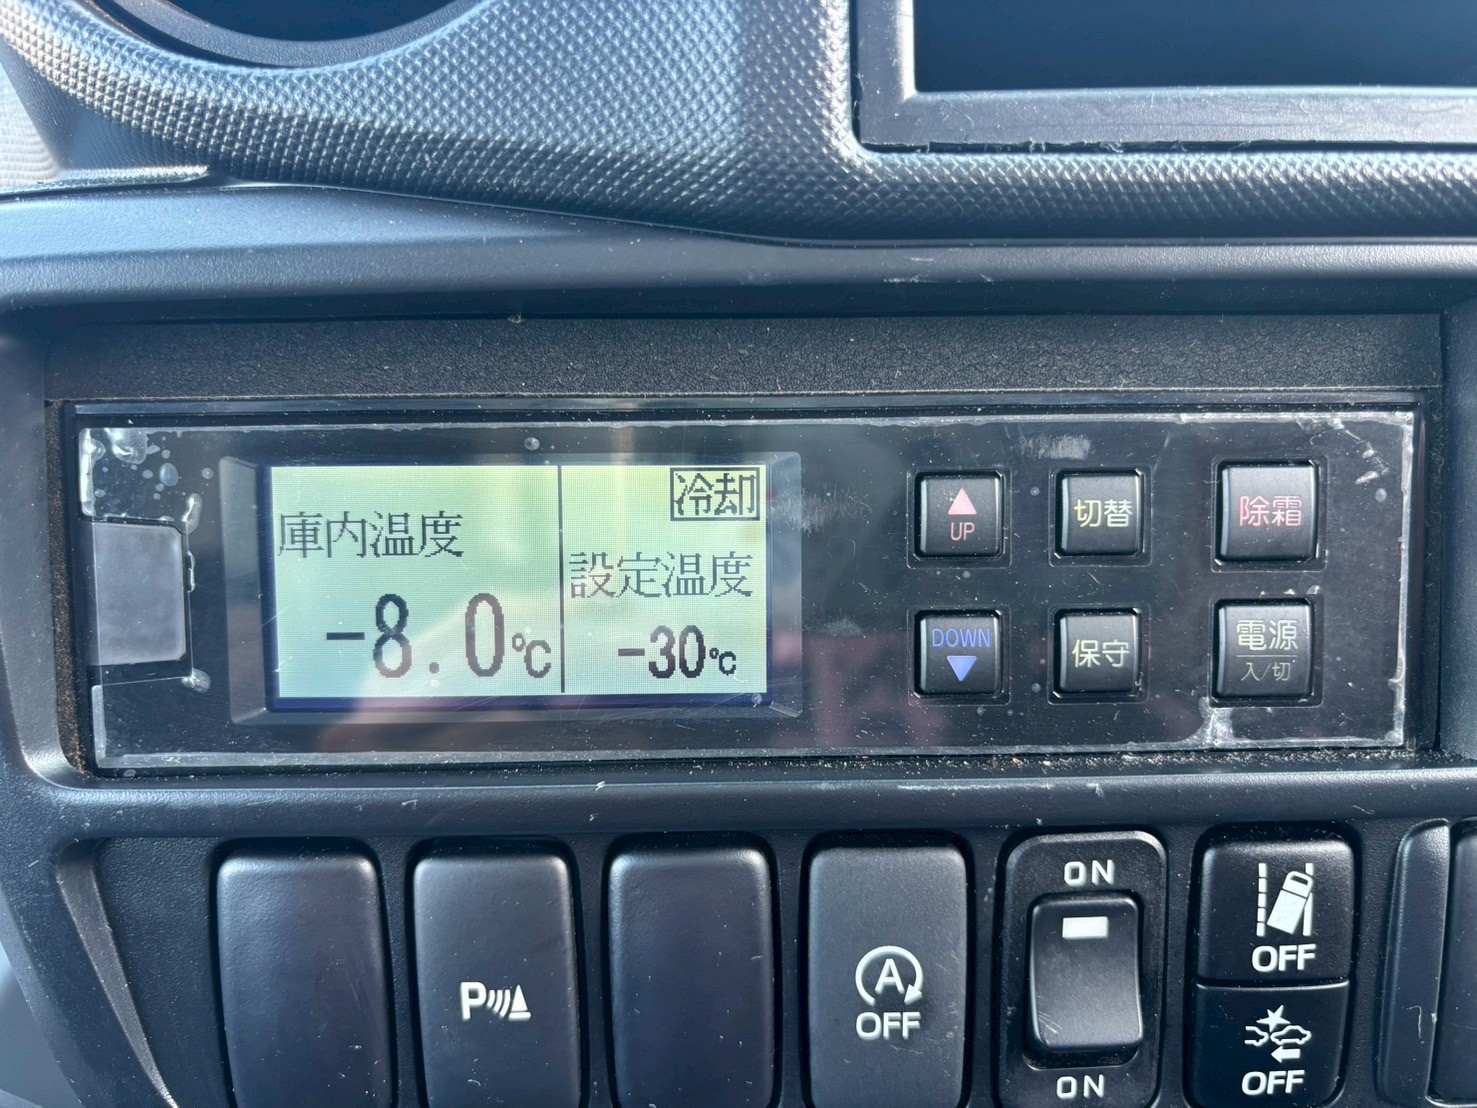 冷却
庫内温度
設定温度
-8.0℃
-30℃
UP
切替
除霜
DOWN
保守
電源
入/切
P
A
OFF
ON
ON
OFF
OFF